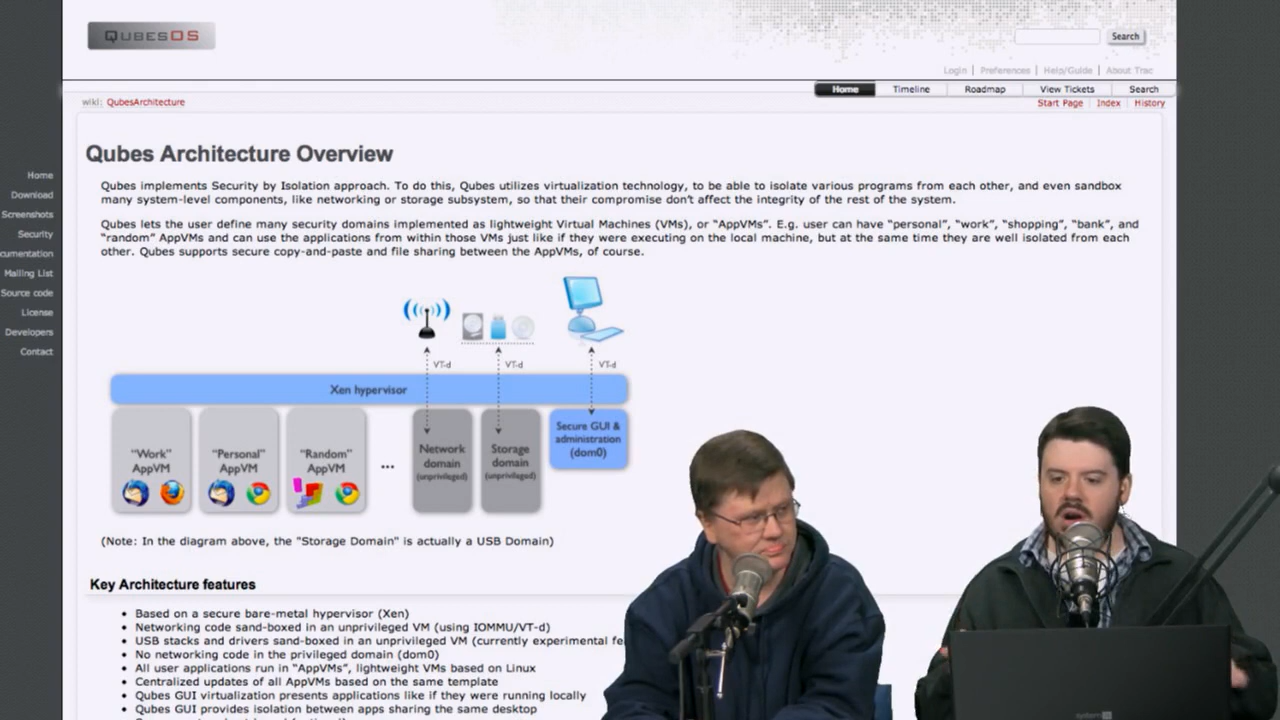 QUBESOS
Search
Login | Preferences | Help/Guide | About Trac
Home Timeline Roadmap View Tickets Search
wiki: QubesArchitecture
Start Page | Index | History
Home
Download
Screenshots
Security
cumentation
Mailing List
Source code
License
Developers
Contact
Qubes Architecture Overview
Qubes implements Security by Isolation approach. To do this, Qubes utilizes virtualization technology, to be able to isolate various programs from each other, and even sandbox
many system-level components, like networking or storage subsystem, so that their compromise don't affect the integrity of the rest of the system.
Qubes lets the user define many security domains implemented as lightweight Virtual Machines (VMs), or "AppVMs". E.g. user can have "personal", "work", "shopping", "bank", and
"random" AppVMs and can use the applications from within those VMs just like if they were executing on the local machine, but at the same time they are well isolated from each
other. Qubes supports secure copy-and-paste and file sharing between the AppVMs, of course.
VT-d VT-d VT-d
Xen hypervisor
"Work"
AppVM
"Personal"
AppVM
"Random"
AppVM
...
Network
domain
(unprivileged)
Storage
domain
(unprivileged)
Secure GUI &
administration
(dom0)
(Note: In the diagram above, the "Storage Domain" is actually a USB Domain)
Key Architecture features
• Based on a secure bare-metal hypervisor (Xen)
• Networking code sand-boxed in an unprivileged VM (using IOMMU/VT-d)
• USB stacks and drivers sand-boxed in an unprivileged VM (currently experimental fe
• No networking code in the privileged domain (dom0)
• All user applications run in "AppVMs", lightweight VMs based on Linux
• Centralized updates of all AppVMs based on the same template
• Qubes GUI virtualization presents applications like if they were running locally
• Qubes GUI provides isolation between apps sharing the same desktop